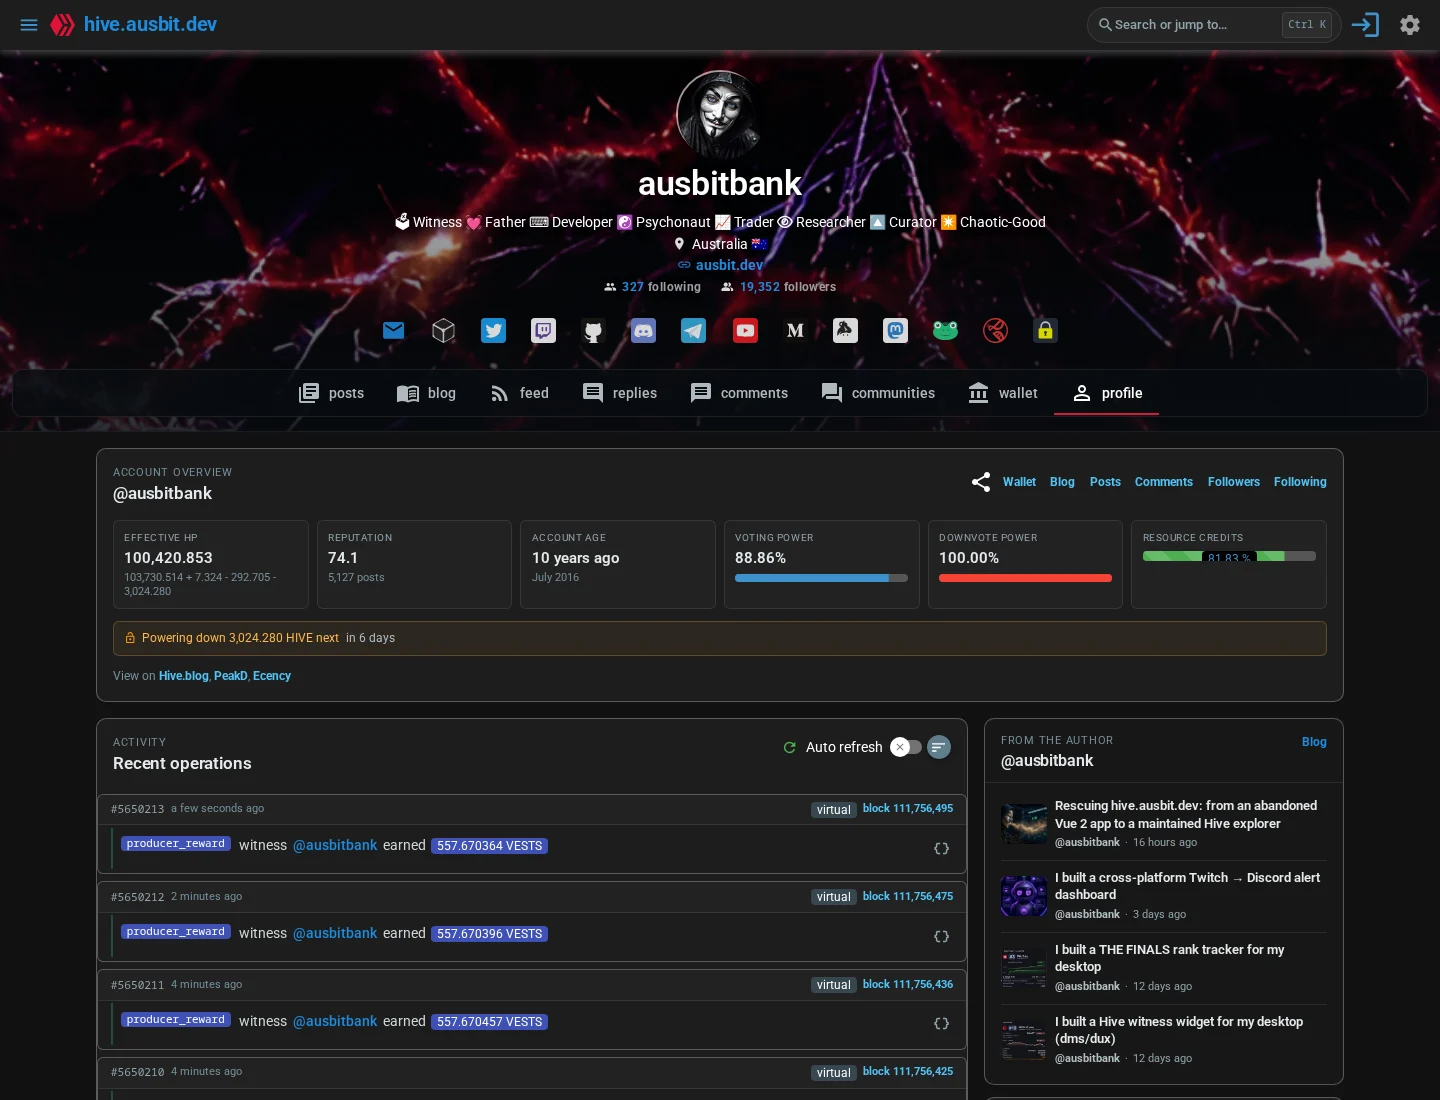 hive.ausbit.dev
Search or jump to… Ctrl K
ausbitbank
Witness Father Developer Psychonaut Trader Researcher Curator Chaotic-Good
Australia
ausbit.dev
327 following 19,352 followers
posts blog feed replies comments communities wallet profile
ACCOUNT OVERVIEW
@ausbitbank
Wallet Blog Posts Comments Followers Following
EFFECTIVE HP
100,420.853
103,730.514 + 7.324 - 292.705 -
3,024.280
REPUTATION
74.1
5,127 posts
ACCOUNT AGE
10 years ago
July 2016
VOTING POWER
88.86%
DOWNVOTE POWER
100.00%
RESOURCE CREDITS
81.83 %
Powering down 3,024.280 HIVE next in 6 days
View on Hive.blog, PeakD, Ecency
ACTIVITY
Recent operations
Auto refresh
#5650213 a few seconds ago virtual block 111,756,495
producer_reward witness @ausbitbank earned 557.670364 VESTS {}
#5650212 2 minutes ago virtual block 111,756,475
producer_reward witness @ausbitbank earned 557.670396 VESTS {}
#5650211 4 minutes ago virtual block 111,756,436
producer_reward witness @ausbitbank earned 557.670457 VESTS {}
#5650210 4 minutes ago virtual block 111,756,425
FROM THE AUTHOR
@ausbitbank
Blog
Rescuing hive.ausbit.dev: from an abandoned
Vue 2 app to a maintained Hive explorer
@ausbitbank · 16 hours ago
I built a cross-platform Twitch → Discord alert
dashboard
@ausbitbank · 3 days ago
I built a THE FINALS rank tracker for my
desktop
@ausbitbank · 12 days ago
I built a Hive witness widget for my desktop
(dms/dux)
@ausbitbank · 12 days ago